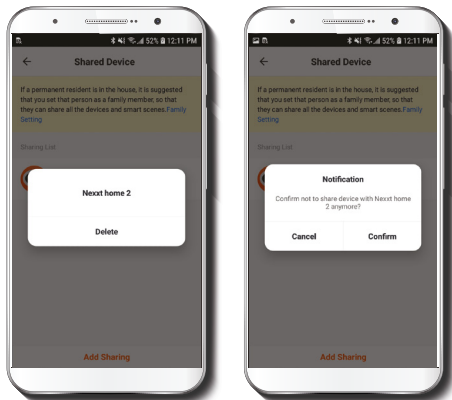 52% 12:11 PM
Shared Device
If a permanent resident is in the house, it is suggested
that you set that person as a family member, so that
they can share all the devices and smart scenes.Family
Setting
Sharing List
Nexxt home 2
Delete
Add Sharing
52% 12:11 PM
Shared Device
If a permanent resident is in the house, it is suggested
that you set that person as a family member, so that
they can share all the devices and smart scenes.Family
Setting
Sharing List
Notification
Confirm not to share device with Nexxt home
2 anymore?
Cancel Confirm
Add Sharing